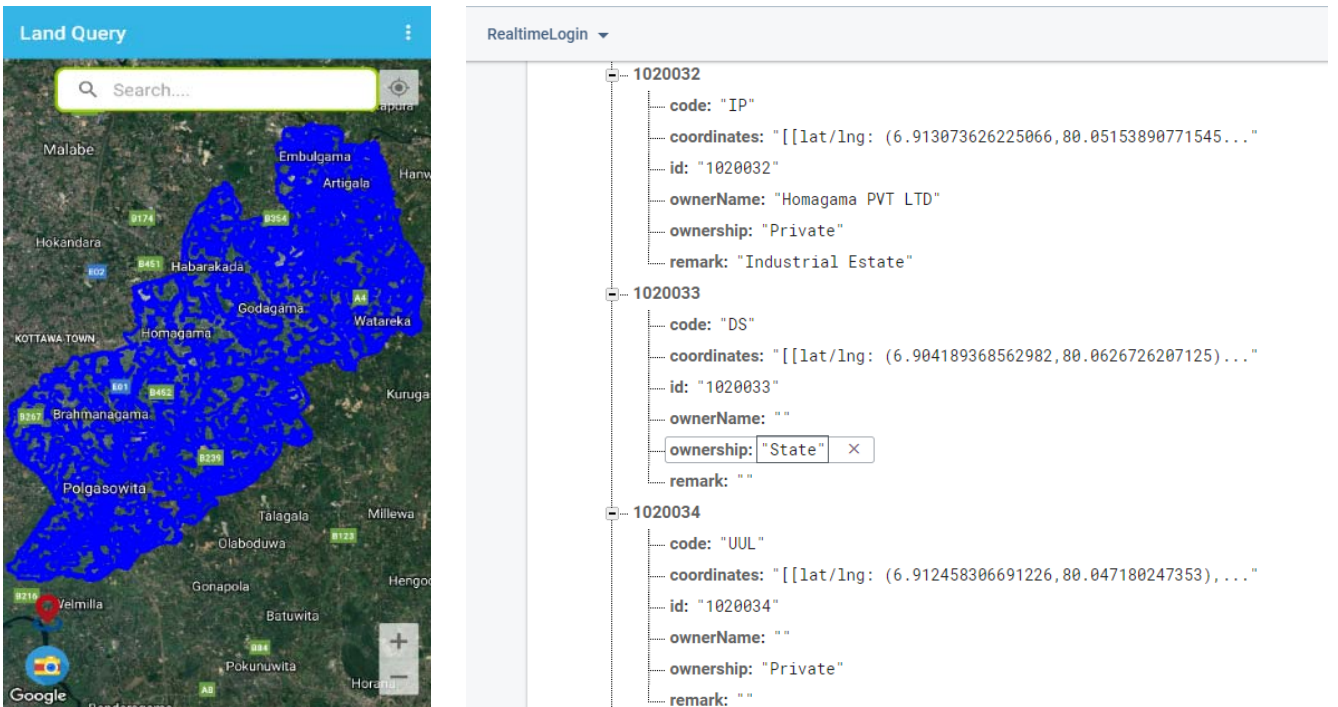 Land Query
Search....
apura
Malabe
Embulgama
Artigala
Hanw
B174
B354
Hokandara
E02
B451
Habarakada
A4
Godagama
Watareka
KOTTAWA TOWN
Homagama
E01
B452
Kuruga
B267
Brahmanagama
B239
Polgasowita
Talagala
Millewa
B123
Olaboduwa
Gonapola
Hengod
B216
Velmilla
Batuwita
B84
Pokunuwita
Horana
A8
Google
RealtimeLogin
1020032
code: "IP"
coordinates: "[[lat/lng: (6.913073626225066,80.05153890771545..."
id: "1020032"
ownerName: "Homagama PVT LTD"
ownership: "Private"
remark: "Industrial Estate"
1020033
code: "DS"
coordinates: "[[lat/lng: (6.904189368562982,80.0626726207125)..."
id: "1020033"
ownerName: ""
ownership: "State" ×
remark: ""
1020034
code: "UUL"
coordinates: "[[lat/lng: (6.912458306691226,80.047180247353),..."
id: "1020034"
ownerName: ""
ownership: "Private"
remark: ""